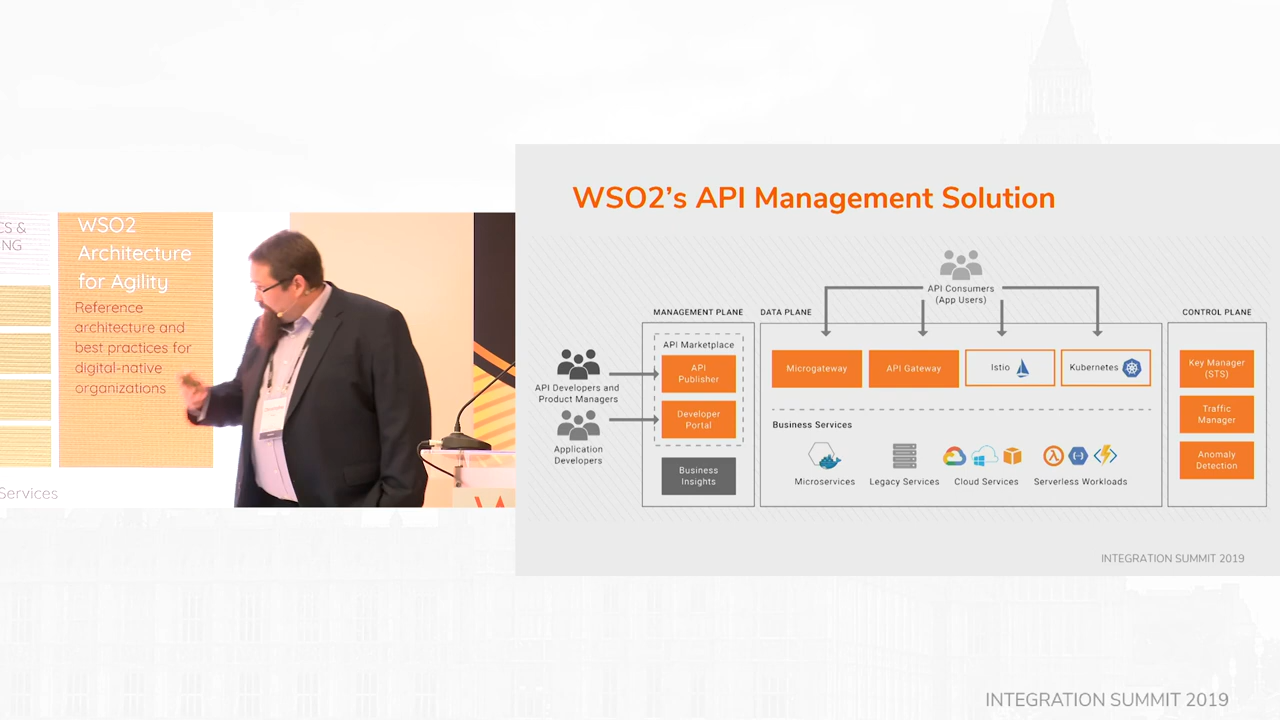 CS &
NG
WSO2
Architecture
for Agility
Reference
architecture and
best practices for
digital-native
organizations
Services
WSO2's API Management Solution
API Consumers
(App Users)
MANAGEMENT PLANE
DATA PLANE
CONTROL PLANE
API Marketplace
API
Publisher
Developer
Portal
Business
Insights
API Developers and
Product Managers
Application
Developers
Microgateway
API Gateway
Istio
Kubernetes
Business Services
Microservices
Legacy Services
Cloud Services
Serverless Workloads
Key Manager
(STS)
Traffic
Manager
Anomaly
Detection
INTEGRATION SUMMIT 2019
INTEGRATION SUMMIT 2019